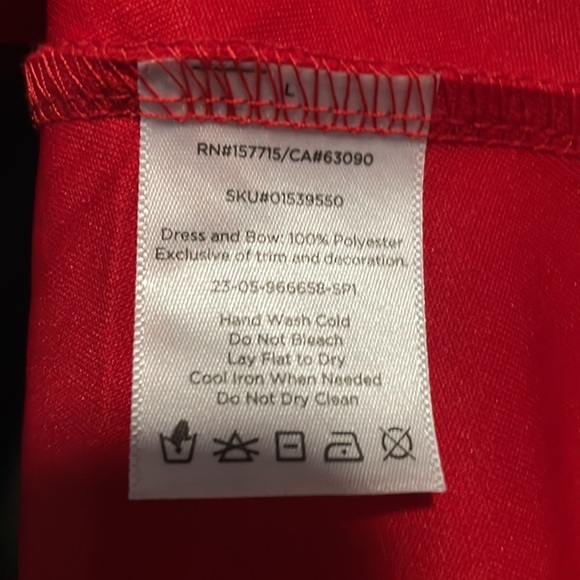 L
RN#157715/CA#63090
SKU#01539550
Dress and Bow: 100% Polyester
Exclusive of trim and decoration.
23-05-966658-SP1
Hand Wash Cold
Do Not Bleach
Lay Flat to Dry
Cool Iron When Needed
Do Not Dry Clean